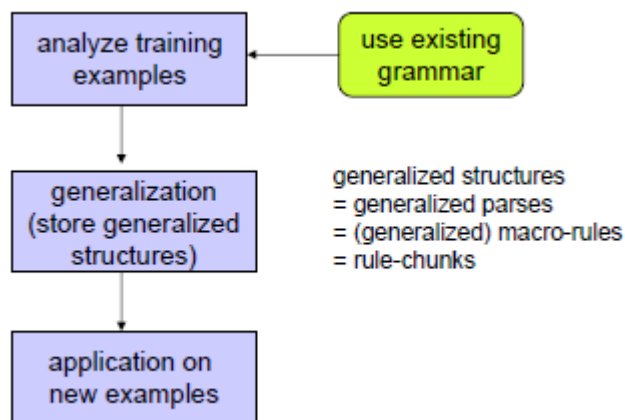 analyze training
examples
use existing
grammar
generalization
(store generalized
structures)
generalized structures
= generalized parses
= (generalized) macro-rules
= rule-chunks
application on
new examples